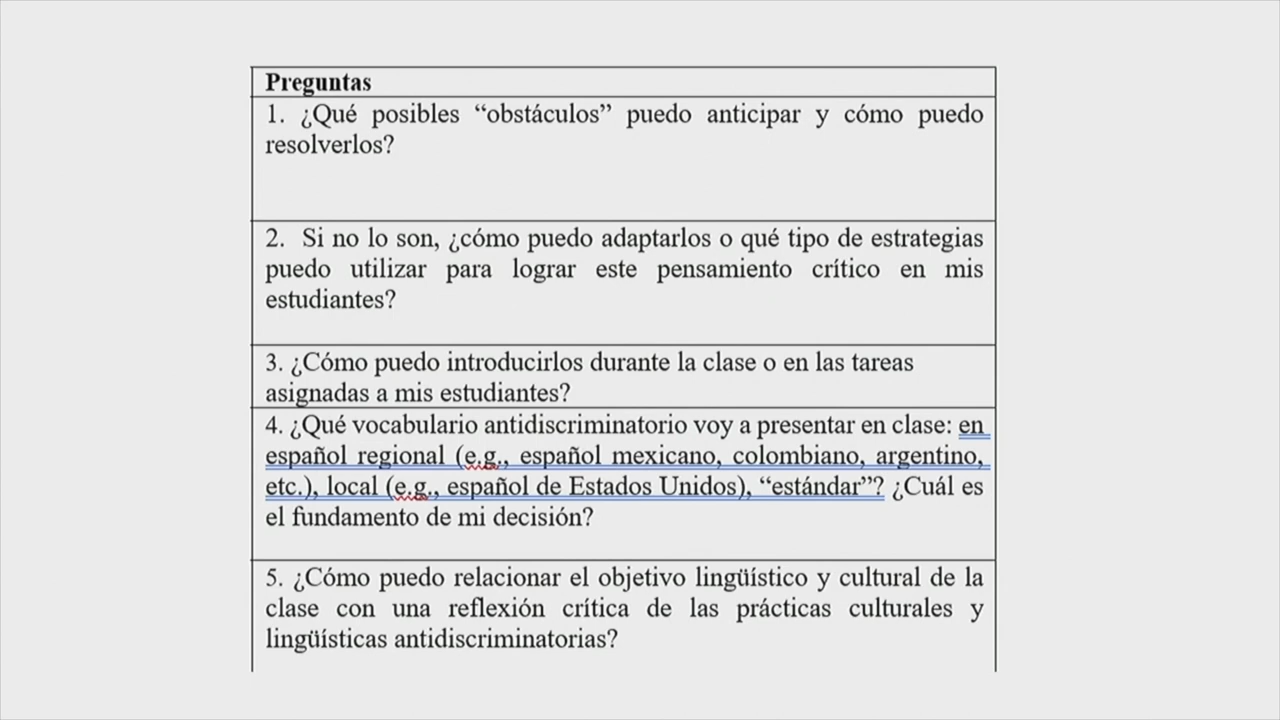 Preguntas
1. ¿Qué posibles “obstáculos” puedo anticipar y cómo puedo
resolverlos?
2. Si no lo son, ¿cómo puedo adaptarlos o qué tipo de estrategias
puedo utilizar para lograr este pensamiento crítico en mis
estudiantes?
3. ¿Cómo puedo introducirlos durante la clase o en las tareas
asignadas a mis estudiantes?
4. ¿Qué vocabulario antidiscriminatorio voy a presentar en clase: en
español regional (e.g., español mexicano, colombiano, argentino,
etc.), local (e.g., español de Estados Unidos), “estándar”? ¿Cuál es
el fundamento de mi decisión?
5. ¿Cómo puedo relacionar el objetivo lingüístico y cultural de la
clase con una reflexión crítica de las prácticas culturales y
lingüísticas antidiscriminatorias?